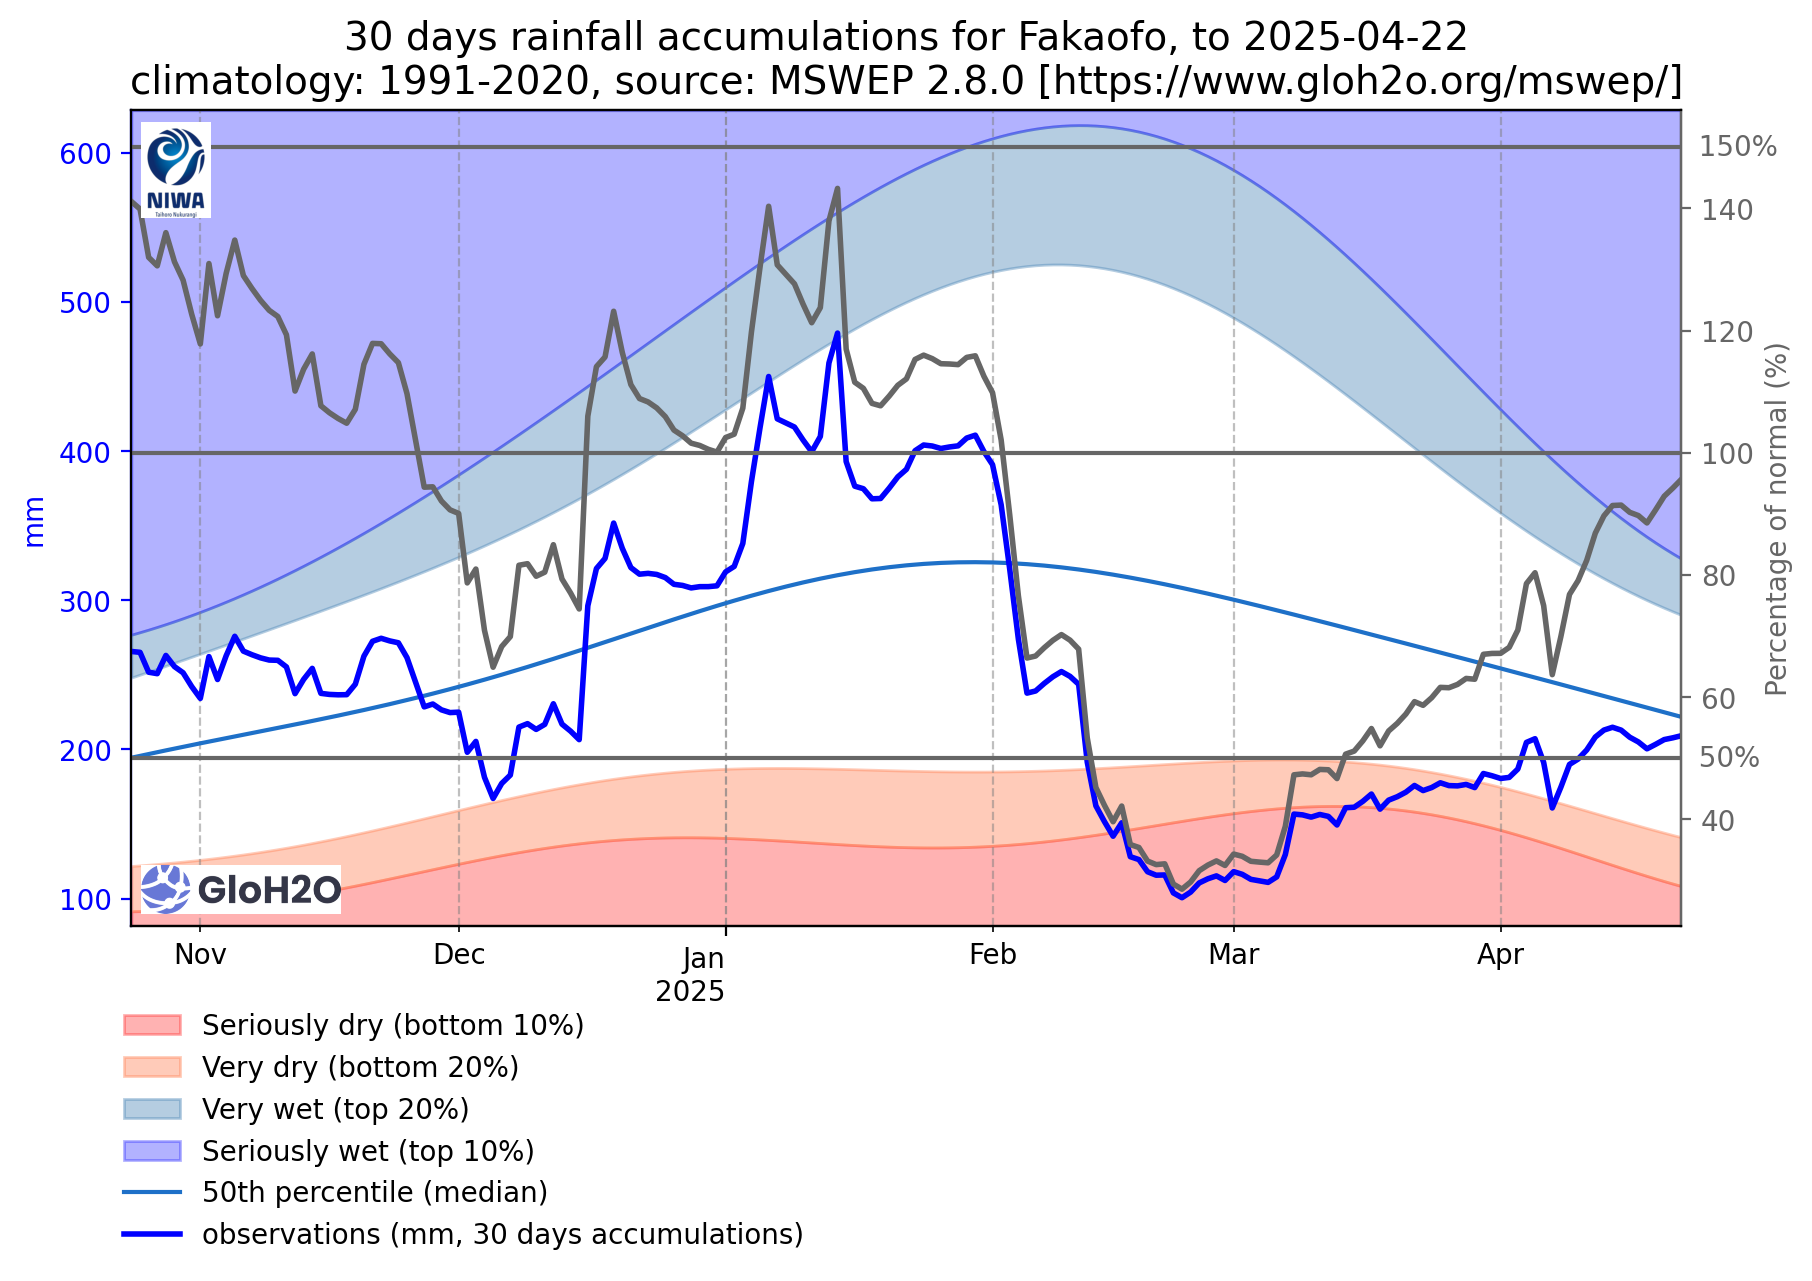 30 days rainfall accumulations for Fakaofo, to 2025-04-22
climatology: 1991-2020, source: MSWEP 2.8.0 [https://www.gloh2o.org/mswep/]
NIWA
Taihoro Nukurangi
600
500
400
300
200
100
mm
150%
140
120
100
80
60
50%
40
Percentage of normal (%)
GloH2O
Nov
Dec
Jan
2025
Feb
Mar
Apr
Seriously dry (bottom 10%)
Very dry (bottom 20%)
Very wet (top 20%)
Seriously wet (top 10%)
50th percentile (median)
observations (mm, 30 days accumulations)